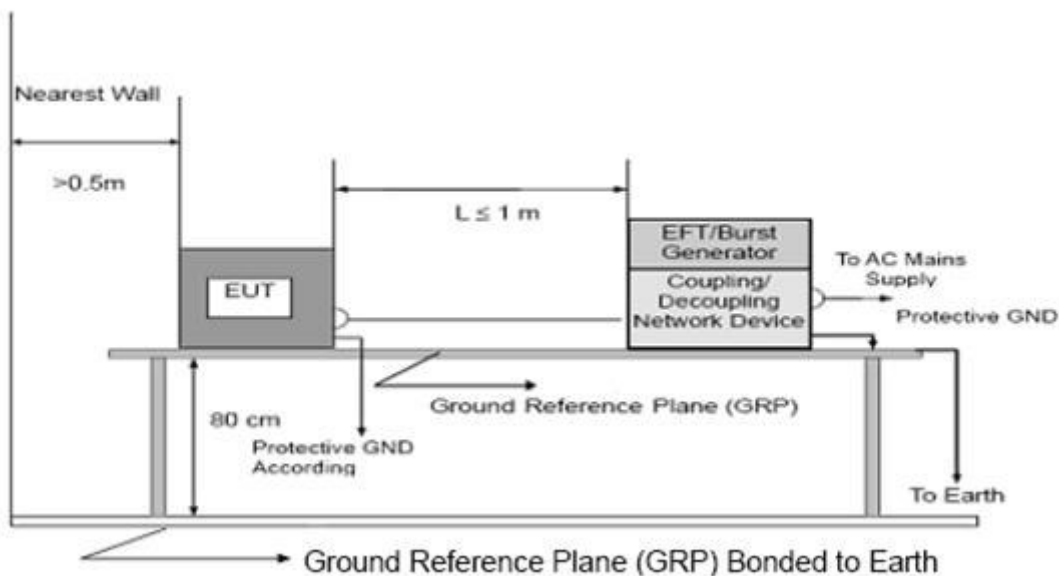 Nearest Wall
>0.5m
L ≤ 1 m
EFT/Burst
Generator
To AC Mains
Supply
EUT
Coupling/
Decoupling
Network Device
Protective GND
Ground Reference Plane (GRP)
80 cm
Protective GND
According
To Earth
Ground Reference Plane (GRP) Bonded to Earth